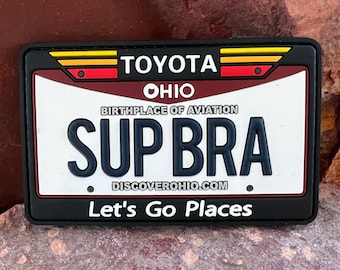 TOYOTA
OHIO
BIRTHPLACE OF AVIATION
SUP BRA
DISCOVEROHIO.COM
Let's Go Places